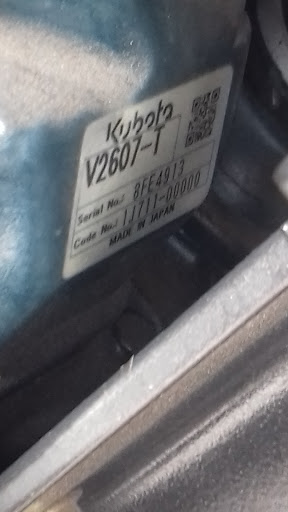 Kubota
V2607-T
Serial No.: 8FE4913
Code No.: 1J711-00000
MADE IN JAPAN